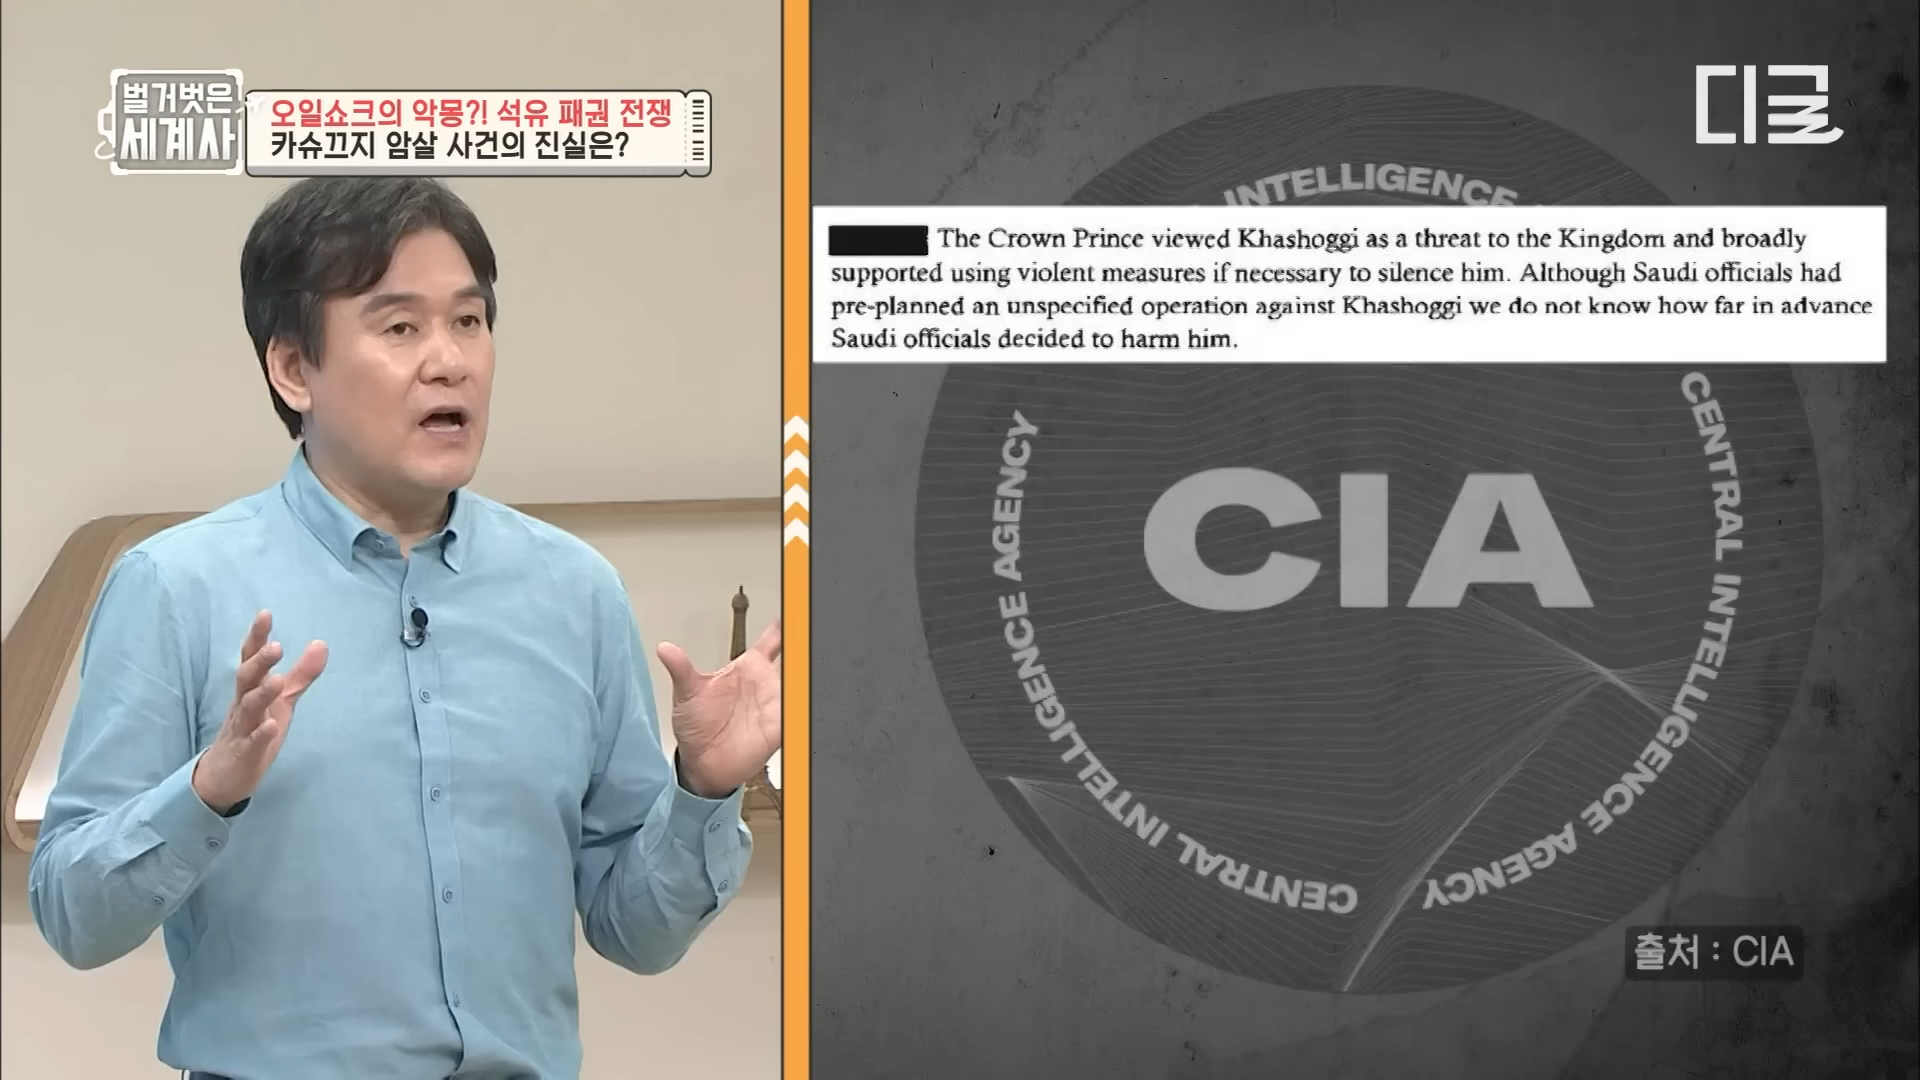 벌거벗은
세계사
오일쇼크의 악몽?! 석유 패권 전쟁
카슈끄지 암살 사건의 진실은?
디글
INTELLIGENCE
The Crown Prince viewed Khashoggi as a threat to the Kingdom and broadly
supported using violent measures if necessary to silence him. Although Saudi officials had
pre-planned an unspecified operation against Khashoggi we do not know how far in advance
Saudi officials decided to harm him.
CIA
CENTRAL INTELLIGENCE AGENCY
CENTRAL INTELLIGENCE AGENCY
출처 : CIA